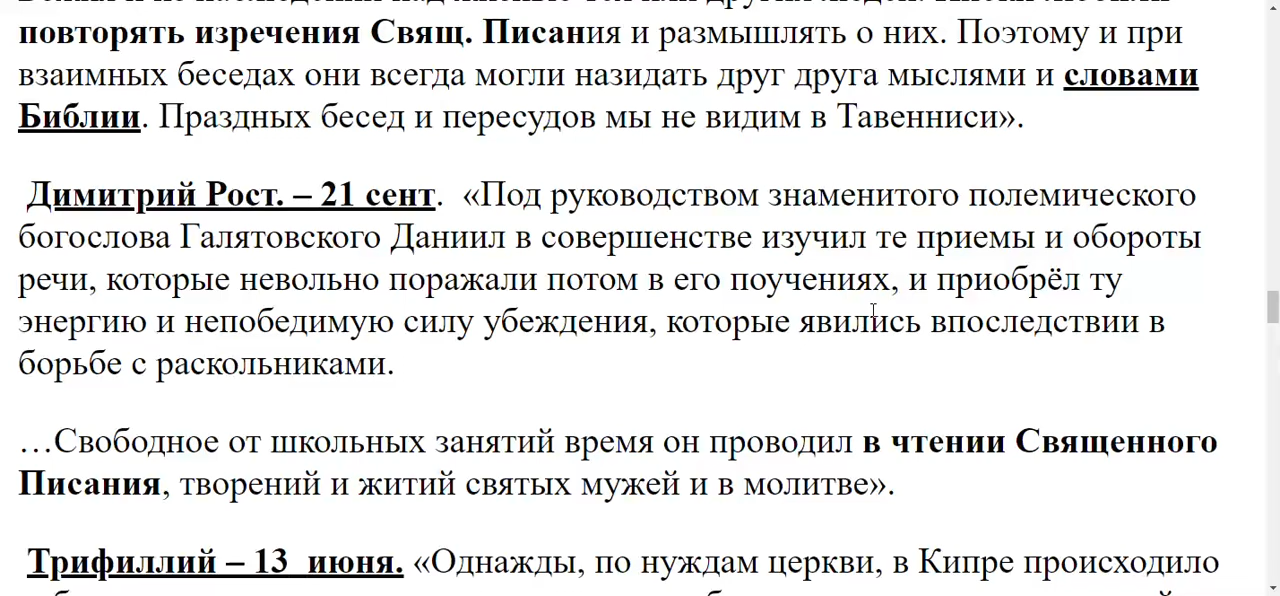 повторять изречения Свящ. Писания и размышлять о них. Поэтому и при
взаимных беседах они всегда могли назидать друг друга мыслями и словами
Библии. Праздных бесед и пересудов мы не видим в Тавенниси».
Димитрий Рост. – 21 сент. «Под руководством знаменитого полемического
богослова Галятовского Даниил в совершенстве изучил те приемы и обороты
речи, которые невольно поражали потом в его поучениях, и приобрёл ту
энергию и непобедимую силу убеждения, которые явились впоследствии в
борьбе с раскольниками.
…Свободное от школьных занятий время он проводил в чтении Священного
Писания, творений и житий святых мужей и в молитве».
Трифиллий – 13 июня. «Однажды, по нуждам церкви, в Кипре происходило